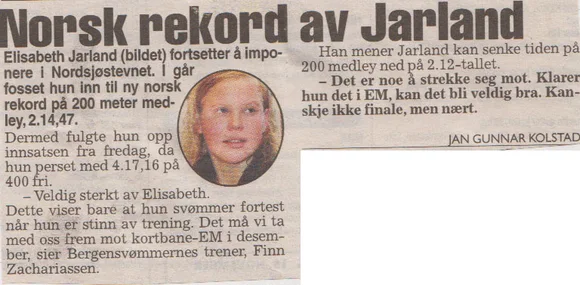 Norsk rekord av Jarland
Elisabeth Jarland (bildet) fortsetter å impo-
nere i Nordsjøstevnet. I går
fosset hun inn til ny norsk
rekord på 200 meter med-
ley, 2.14,47.
Dermed fulgte hun opp
innsatsen fra fredag, da
hun perset med 4.17,16 på
400 fri.
– Veldig sterkt av Elisabeth.
Dette viser bare at hun svømmer fortest
når hun er stinn av trening. Det må vi ta
med oss frem mot kortbane-EM i desem-
ber, sier Bergensvømmernes trener, Finn
Zachariassen.
Han mener Jarland kan senke tiden på
200 medley ned på 2.12-tallet.
– Det er noe å strekke seg mot. Klarer
hun det i EM, kan det bli veldig bra. Kan-
skje ikke finale, men nært.
JAN GUNNAR KOLSTAD